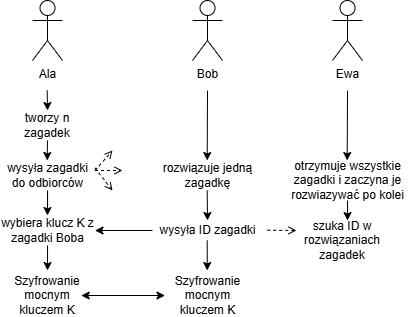 Ala
Bob
Ewa
tworzy n
zagadek
wysyła zagadki
do odbiorców
rozwiązuje jedną
zagadkę
otrzymuje wszystkie
zagadki i zaczyna je
rozwiazywać po kolei
wybiera klucz K z
zagadki Boba
wysyła ID zagadki
szuka ID w
rozwiązaniach
zagadek
Szyfrowanie
mocnym
kluczem K
Szyfrowanie
mocnym
kluczem K